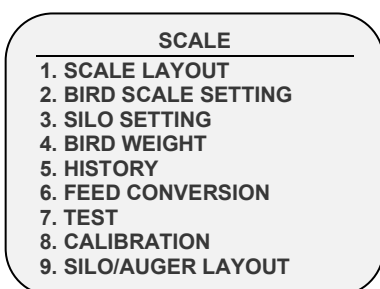 SCALE
1. SCALE LAYOUT
2. BIRD SCALE SETTING
3. SILO SETTING
4. BIRD WEIGHT
5. HISTORY
6. FEED CONVERSION
7. TEST
8. CALIBRATION
9. SILO/AUGER LAYOUT